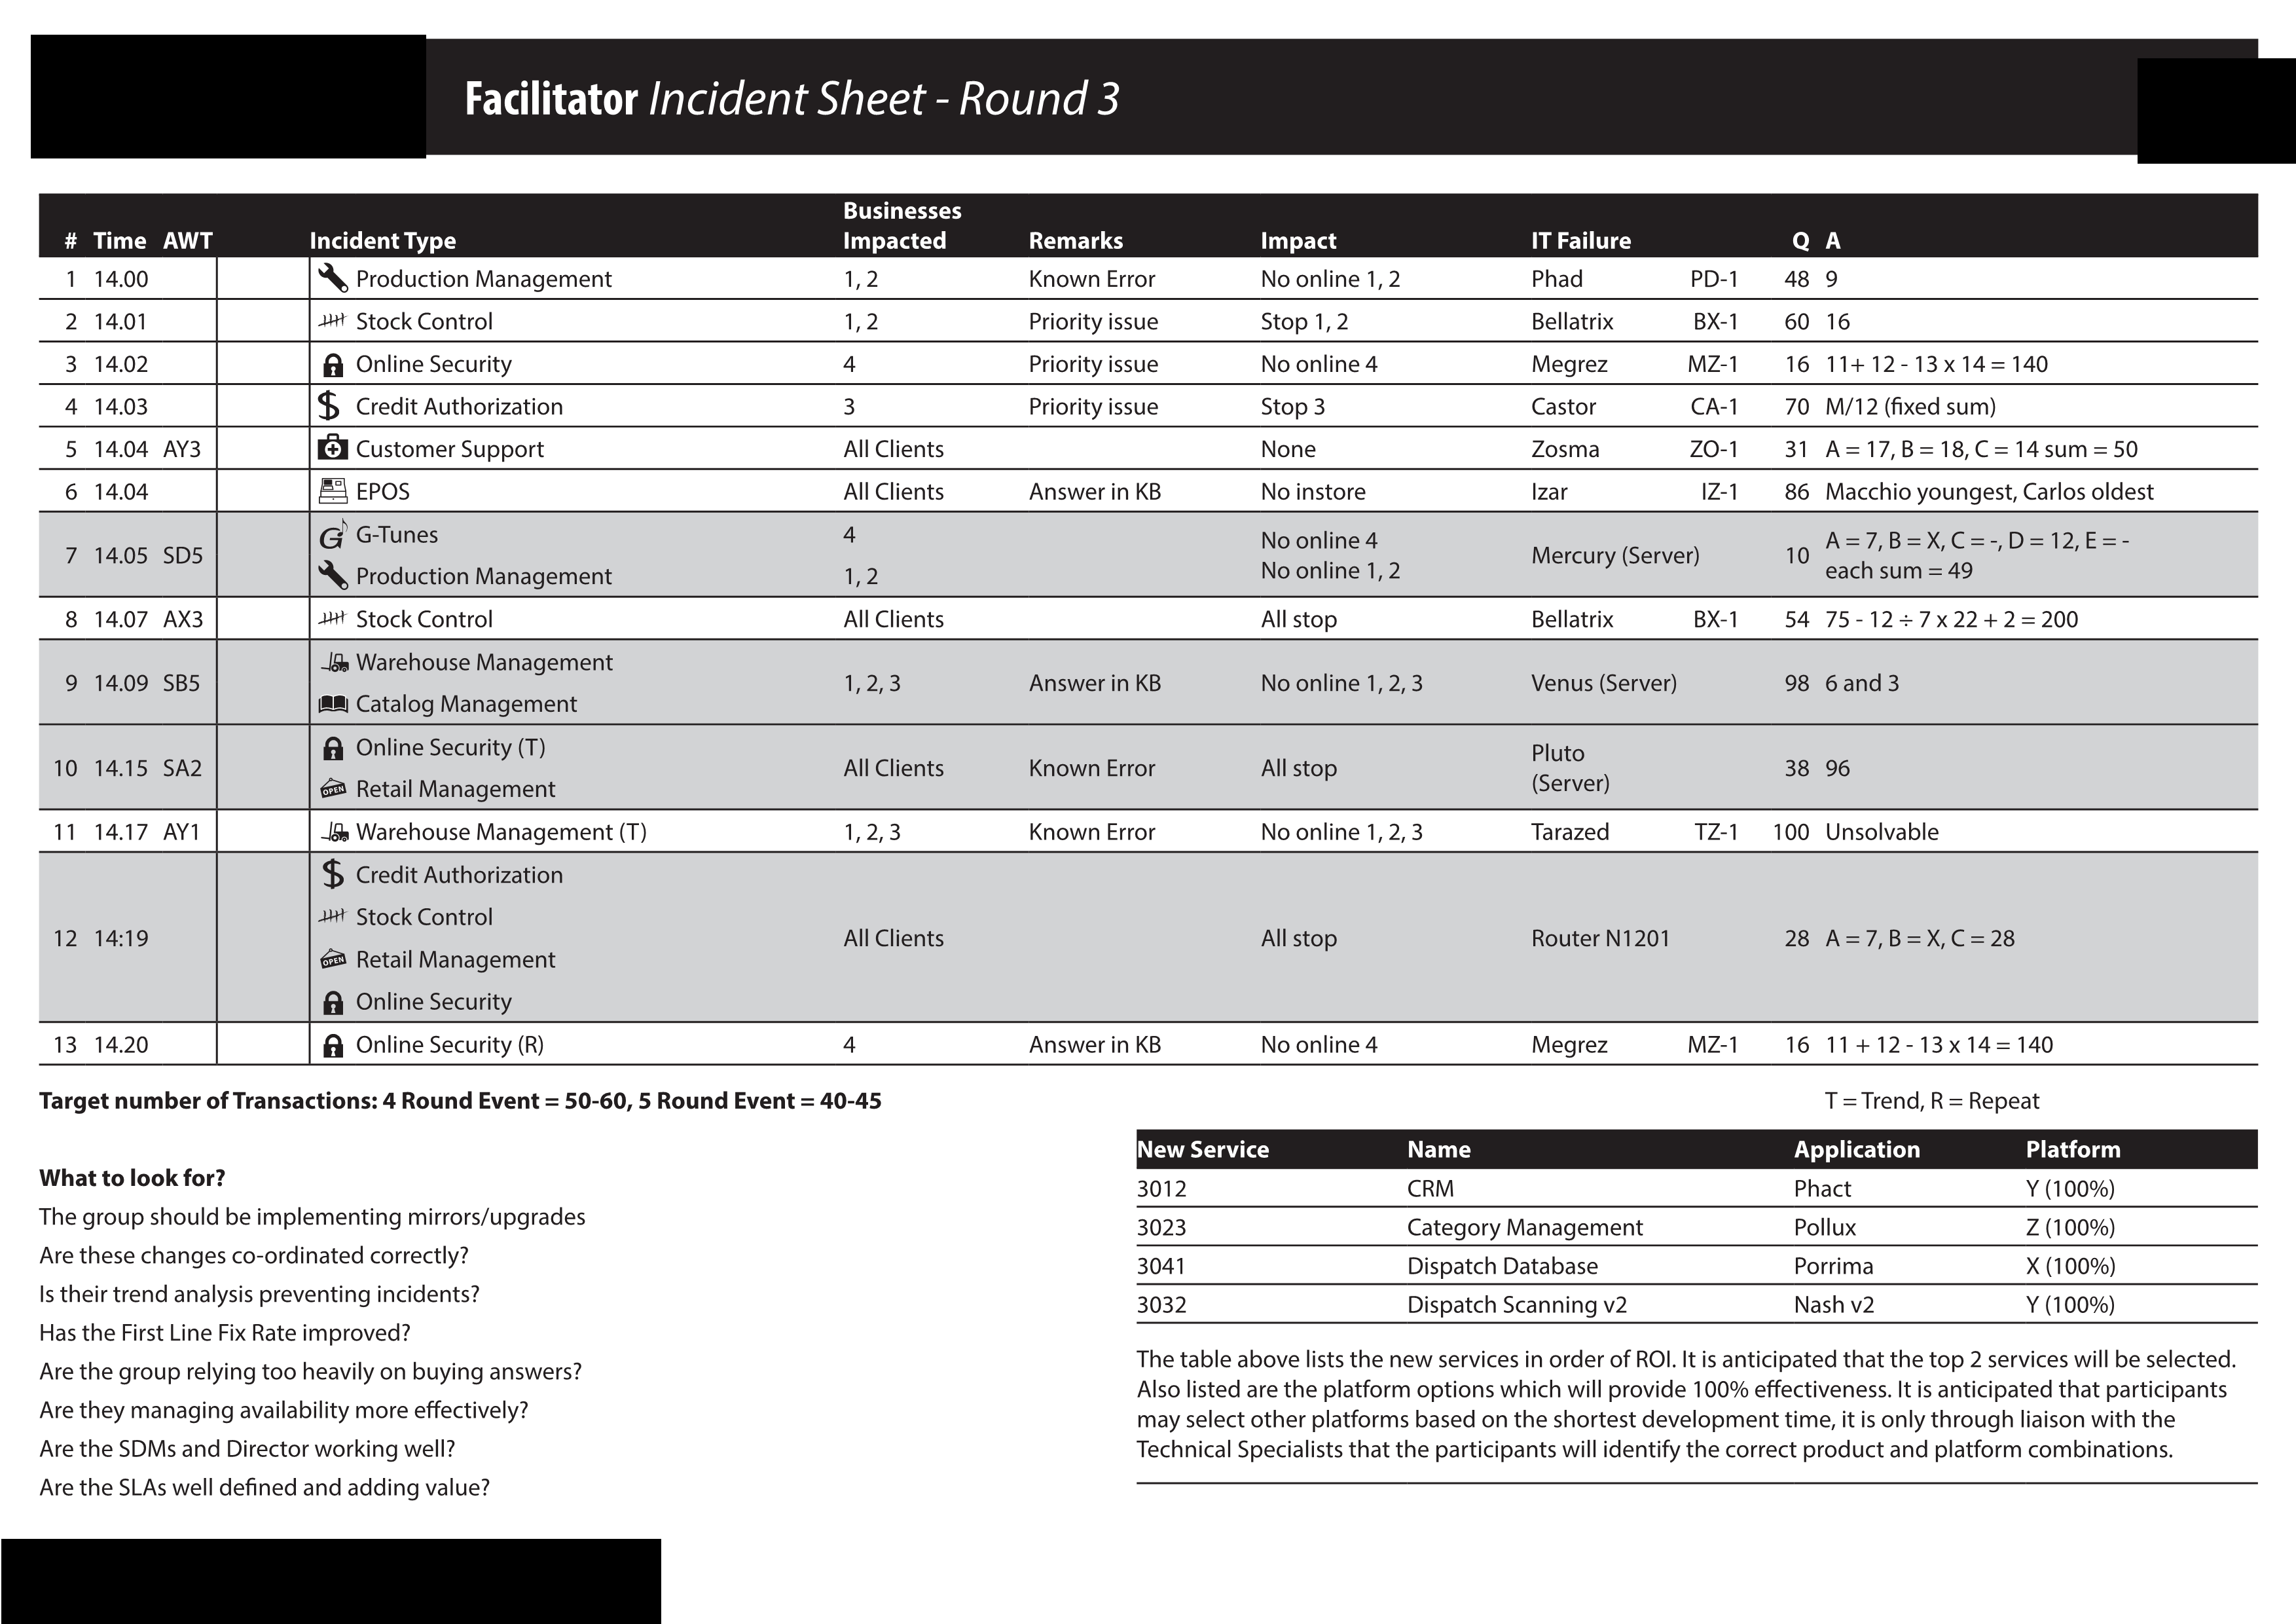 Facilitator Incident Sheet - Round 3
# Time AWT Incident Type Businesses Impacted Remarks Impact IT Failure Q A
1 14.00 Production Management 1, 2 Known Error No online 1, 2 Phad PD-1 48 9
2 14.01 Stock Control 1, 2 Priority issue Stop 1, 2 Bellatrix BX-1 60 16
3 14.02 Online Security 4 Priority issue No online 4 Megrez MZ-1 16 11+ 12 - 13 x 14 = 140
4 14.03 Credit Authorization 3 Priority issue Stop 3 Castor CA-1 70 M/12 (fixed sum)
5 14.04 AY3 Customer Support All Clients None Zosma ZO-1 31 A = 17, B = 18, C = 14 sum = 50
6 14.04 EPOS All Clients Answer in KB No instore Izar IZ-1 86 Macchio youngest, Carlos oldest
7 14.05 SD5 G-Tunes 4 No online 4 Mercury (Server) 10 A = 7, B = X, C = -, D = 12, E = -
Production Management 1, 2 No online 1, 2 each sum = 49
8 14.07 AX3 Stock Control All Clients All stop Bellatrix BX-1 54 75 - 12 ÷ 7 x 22 + 2 = 200
9 14.09 SB5 Warehouse Management 1, 2, 3 Answer in KB No online 1, 2, 3 Venus (Server) 98 6 and 3
Catalog Management
10 14.15 SA2 Online Security (T) All Clients Known Error All stop Pluto 38 96
OPEN Retail Management (Server)
11 14.17 AY1 Warehouse Management (T) 1, 2, 3 Known Error No online 1, 2, 3 Tarazed TZ-1 100 Unsolvable
12 14:19 Credit Authorization All Clients All stop Router N1201 28 A = 7, B = X, C = 28
Stock Control
OPEN Retail Management
Online Security
13 14.20 Online Security (R) 4 Answer in KB No online 4 Megrez MZ-1 16 11 + 12 - 13 x 14 = 140
Target number of Transactions: 4 Round Event = 50-60, 5 Round Event = 40-45
T = Trend, R = Repeat
What to look for?
The group should be implementing mirrors/upgrades
Are these changes co-ordinated correctly?
Is their trend analysis preventing incidents?
Has the First Line Fix Rate improved?
Are the group relying too heavily on buying answers?
Are they managing availability more effectively?
Are the SDMs and Director working well?
Are the SLAs well defined and adding value?
New Service Name Application Platform
3012 CRM Phact Y (100%)
3023 Category Management Pollux Z (100%)
3041 Dispatch Database Porrima X (100%)
3032 Dispatch Scanning v2 Nash v2 Y (100%)
The table above lists the new services in order of ROI. It is anticipated that the top 2 services will be selected.
Also listed are the platform options which will provide 100% effectiveness. It is anticipated that participants
may select other platforms based on the shortest development time, it is only through liaison with the
Technical Specialists that the participants will identify the correct product and platform combinations.